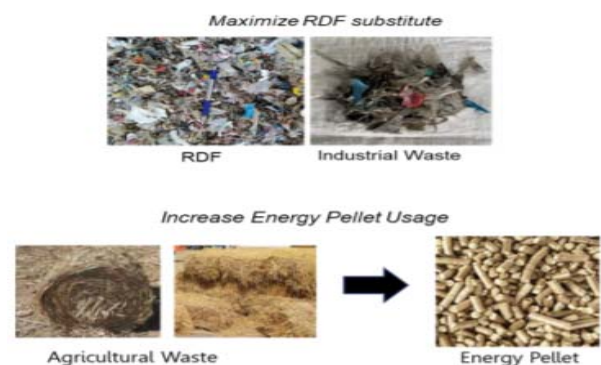 Maximize RDF substitute
RDF
Industrial Waste
Increase Energy Pellet Usage
Agricultural Waste
Energy Pellet